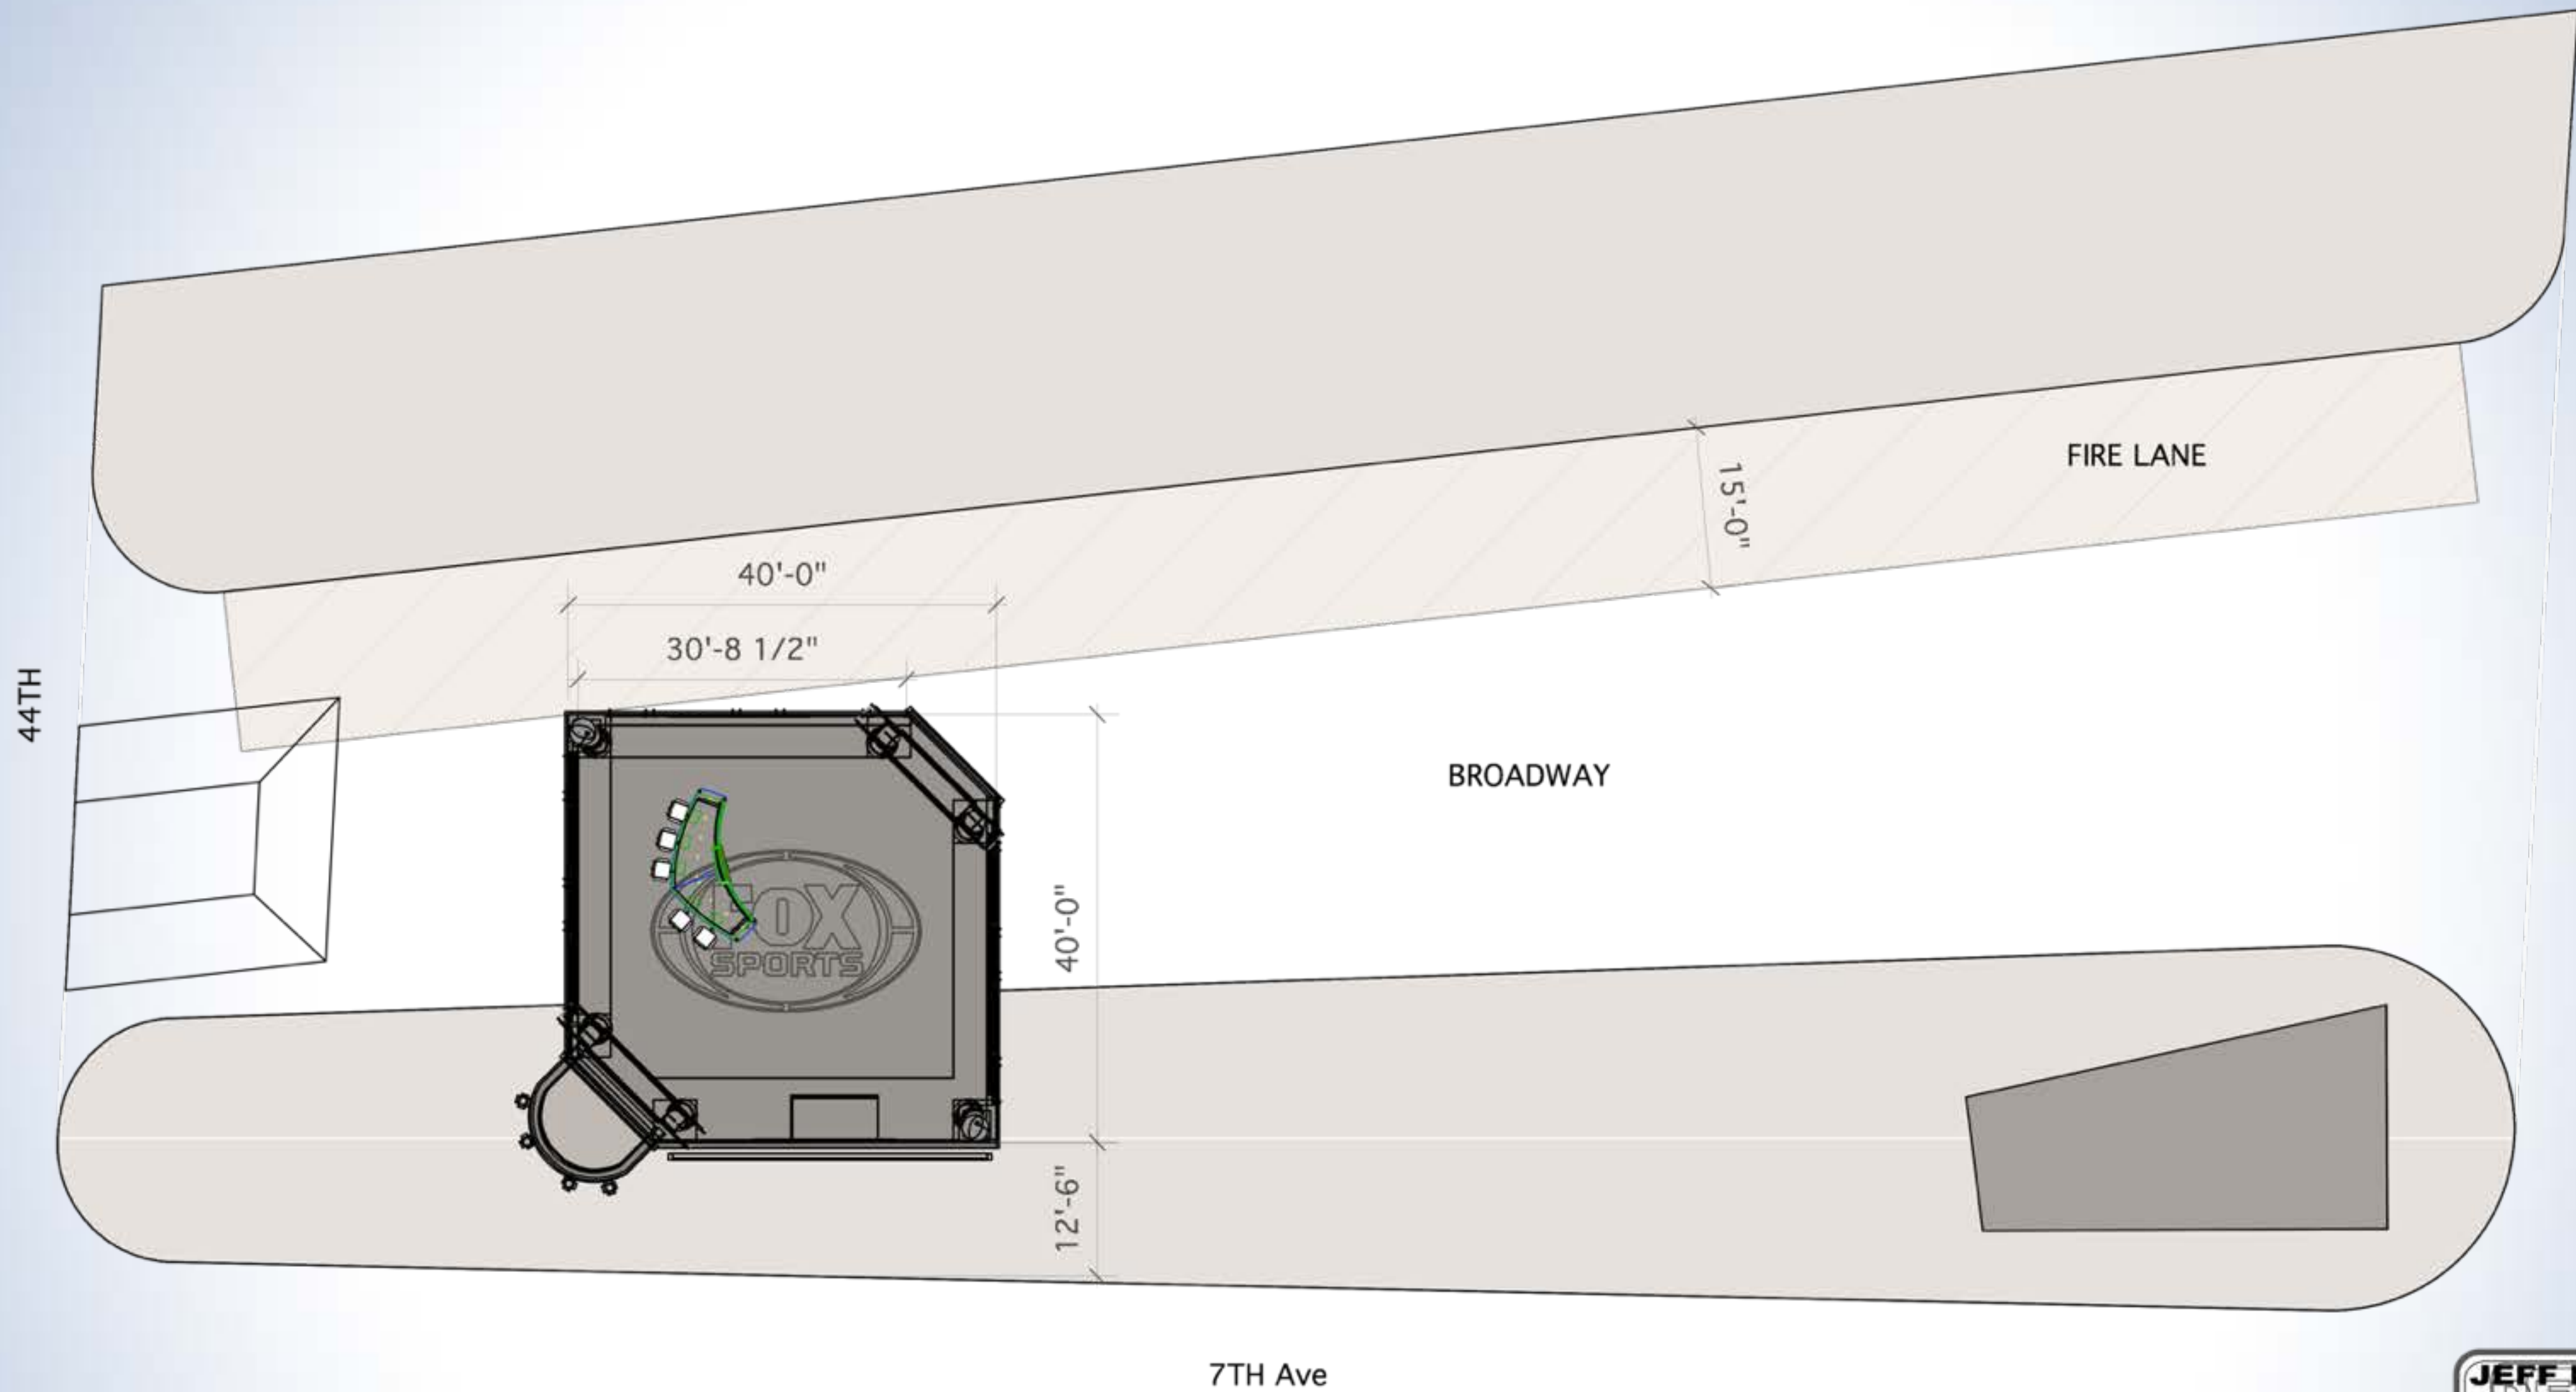 FIRE LANE
15'-0"
40'-0"
30'-8 1/2"
44TH
BROADWAY
FOX
SPORTS
40'-0"
12'-6"
7TH Ave
JEFF